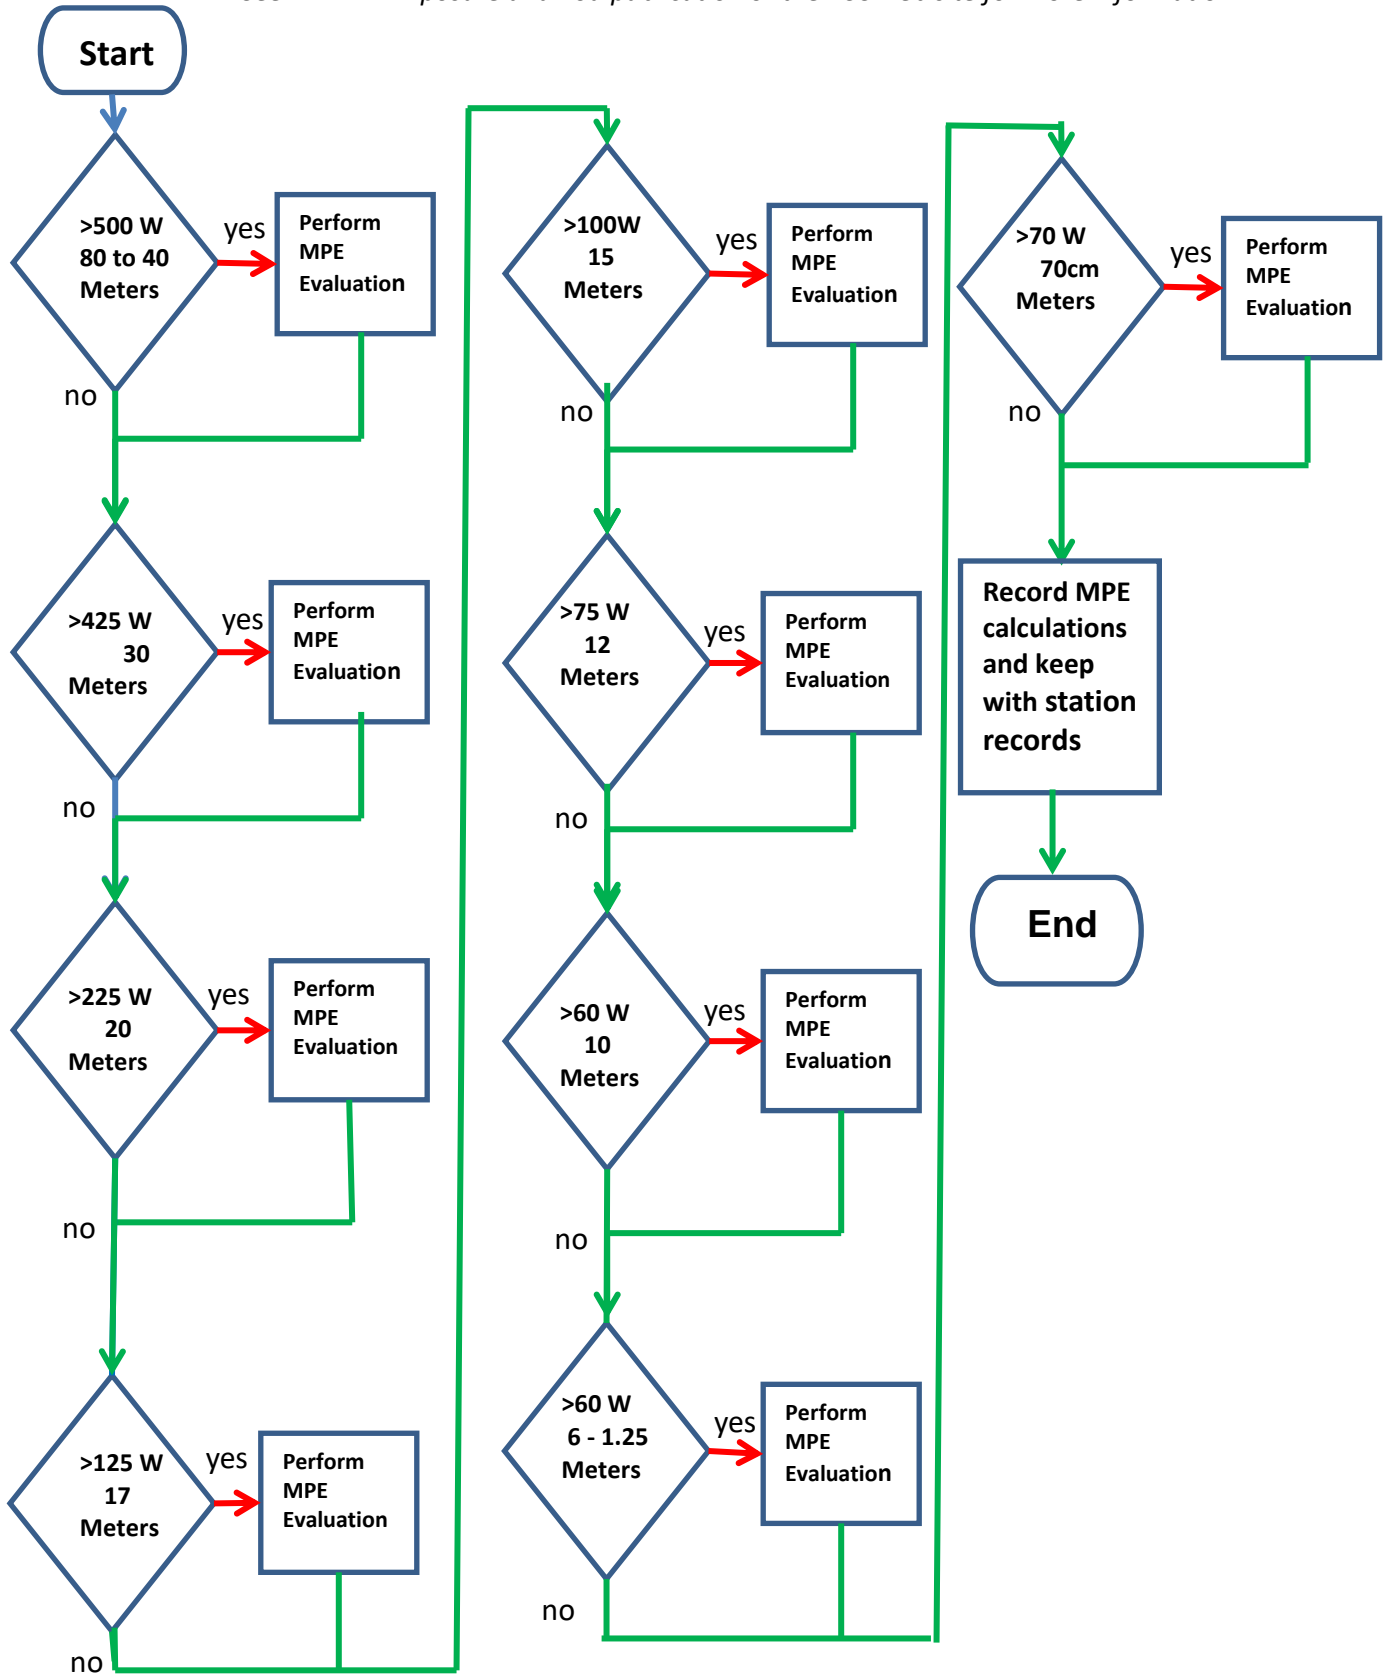 Start
>500 W
80 to 40
Meters
yes
Perform
MPE
Evaluation
no
>425 W
30
Meters
yes
Perform
MPE
Evaluation
no
>225 W
20
Meters
yes
Perform
MPE
Evaluation
no
>125 W
17
Meters
yes
Perform
MPE
Evaluation
no
>100W
15
Meters
yes
Perform
MPE
Evaluation
no
>75 W
12
Meters
yes
Perform
MPE
Evaluation
no
>60 W
10
Meters
yes
Perform
MPE
Evaluation
no
>60 W
6 - 1.25
Meters
yes
Perform
MPE
Evaluation
no
>70 W
70cm
Meters
yes
Perform
MPE
Evaluation
no
Record MPE
calculations
and keep
with station
records
End